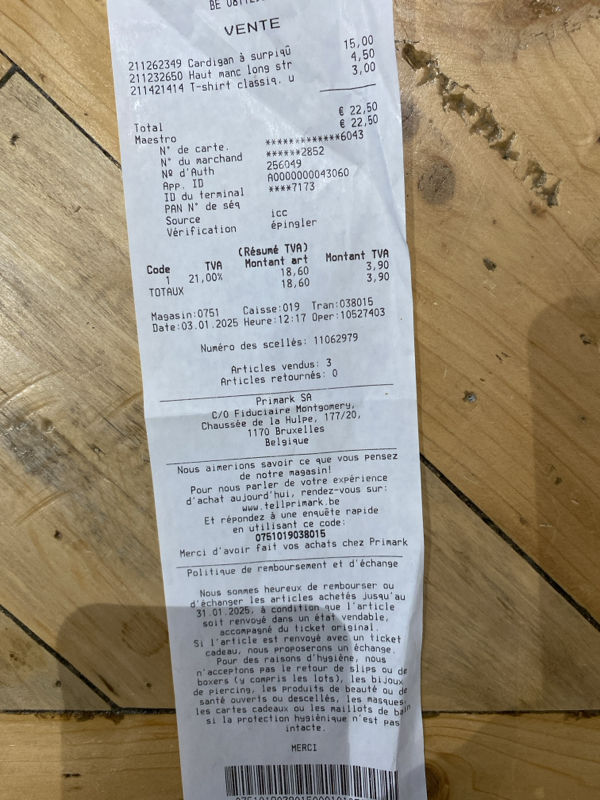 VENTE
211262349 Cardigan à surpiqû 15,00
211232650 Haut manc long str 4,50
211421414 T-shirt classiq. u 3,00
Total € 22,50
Maestro € 22,50
N° de carte. *************6043
N° du marchand ******2852
Nº d'Auth 256049
App. ID A0000000043060
ID du terminal ****7173
PAN N° de séq
Source icc
Vérification épingler
(Résumé TVA)
Code TVA Montant art Montant TVA
1 21,00% 18,60 3,90
TOTAUX 18,60 3,90
Magasin:0751 Caisse:019 Tran:038015
Date:03.01.2025 Heure:12:17 Oper:10527403
Numéro des scellés: 11062979
Articles vendus: 3
Articles retournés: 0
Primark SA
C/O Fiduciaire Montgomery,
Chaussée de la Hulpe, 177/20,
1170 Bruxelles
Belgique
Nous aimerions savoir ce que vous pensez
de notre magasin!
Pour nous parler de votre expérience
d'achat aujourd'hui, rendez-vous sur:
www.tellprimark.be
Et répondez à une enquête rapide
en utilisant ce code:
0751019038015
Merci d'avoir fait vos achats chez Primark
Politique de remboursement et d'échange
Nous sommes heureux de rembourser ou
d'échanger les articles achetés jusqu'au
31.01.2025, à condition que l'article
soit renvoyé dans un état vendable,
accompagné du ticket original.
Si l'article est renvoyé avec un ticket
cadeau, nous proposerons un échange.
Pour des raisons d'hygiène, nous
n'acceptons pas le retour de slips ou de
boxers (y compris les lots), les bijoux
de piercing, les produits de beauté ou de
santé ouverts ou descellés, les masques,
les cartes cadeaux ou les maillots de bain
si la protection hygiénique n'est pas
intacte.
MERCI